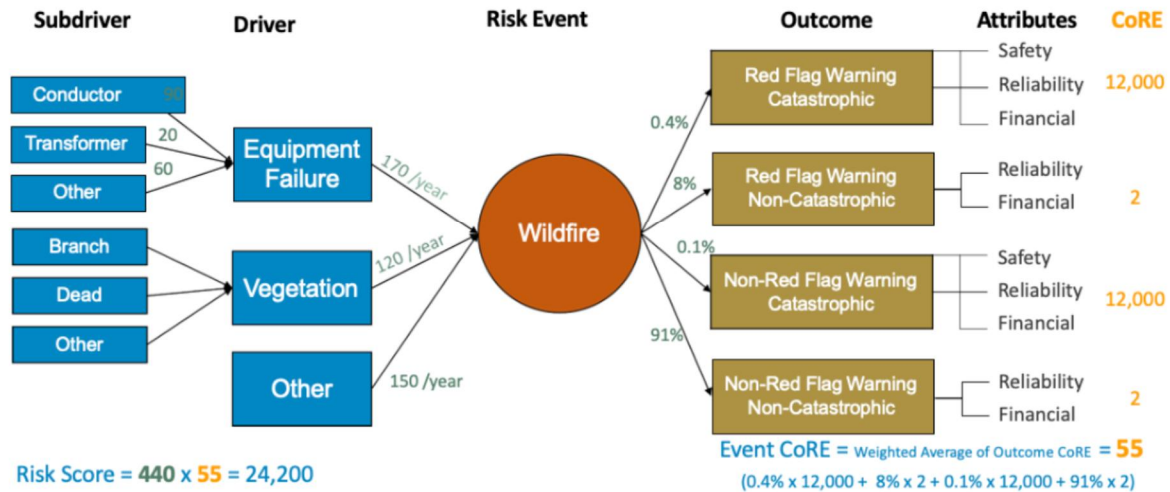 Subdriver
Driver
Risk Event
Outcome
Attributes
CoRE
Conductor
90
Transformer
20
60
Other
Branch
Dead
Other
Equipment
Failure
Vegetation
Other
170 /year
120 /year
150 /year
Wildfire
0.4%
8%
0.1%
91%
Red Flag Warning
Catastrophic
Safety
Reliability
Financial
12,000
Red Flag Warning
Non-Catastrophic
Reliability
Financial
2
Non-Red Flag Warning
Catastrophic
Safety
Reliability
Financial
12,000
Non-Red Flag Warning
Non-Catastrophic
Reliability
Financial
2
Risk Score = 440 x 55 = 24,200
Event CoRE = Weighted Average of Outcome CoRE = 55
(0.4% x 12,000 + 8% x 2 + 0.1% x 12,000 + 91% x 2)